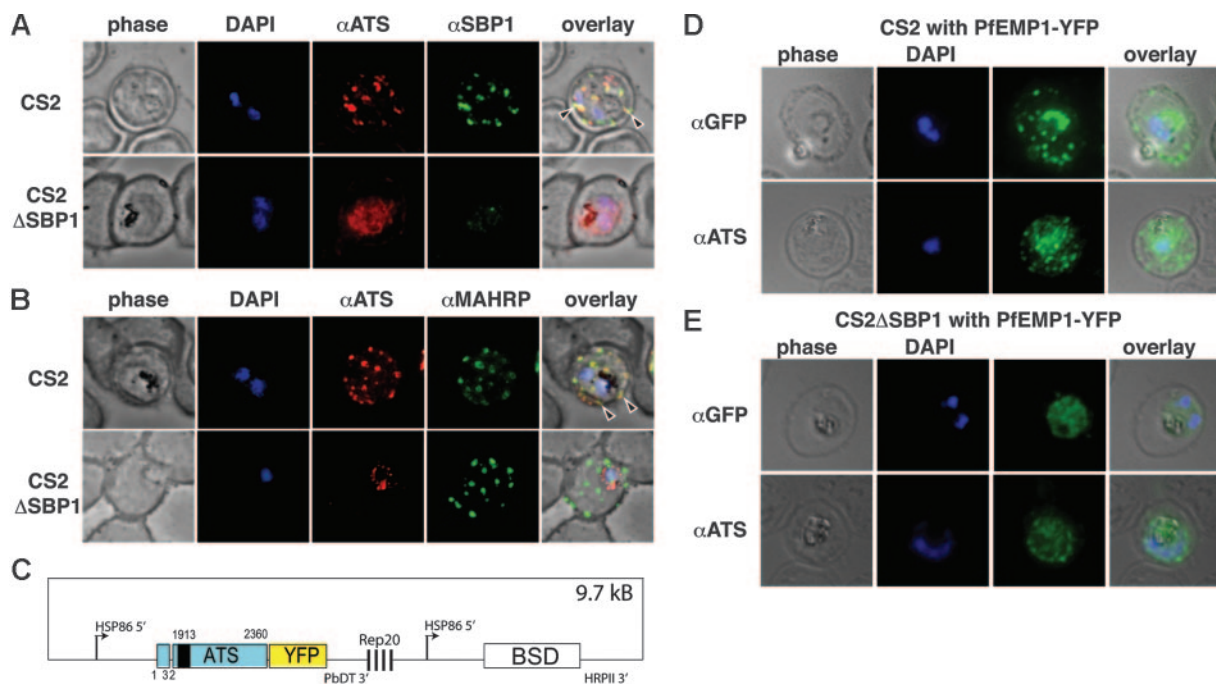 A
phase DAPI αATS αSBP1 overlay
CS2
CS2
ΔSBP1
B
phase DAPI αATS αMAHRP overlay
CS2
CS2
ΔSBP1
C
9.7 kB
HSP86 5′
1913 2360
ATS YFP
1 32
PbDT 3′
Rep20
HSP86 5′
BSD
HRPII 3′
D
CS2 with PfEMP1-YFP
phase DAPI overlay
αGFP
αATS
E
CS2ΔSBP1 with PfEMP1-YFP
phase DAPI overlay
αGFP
αATS